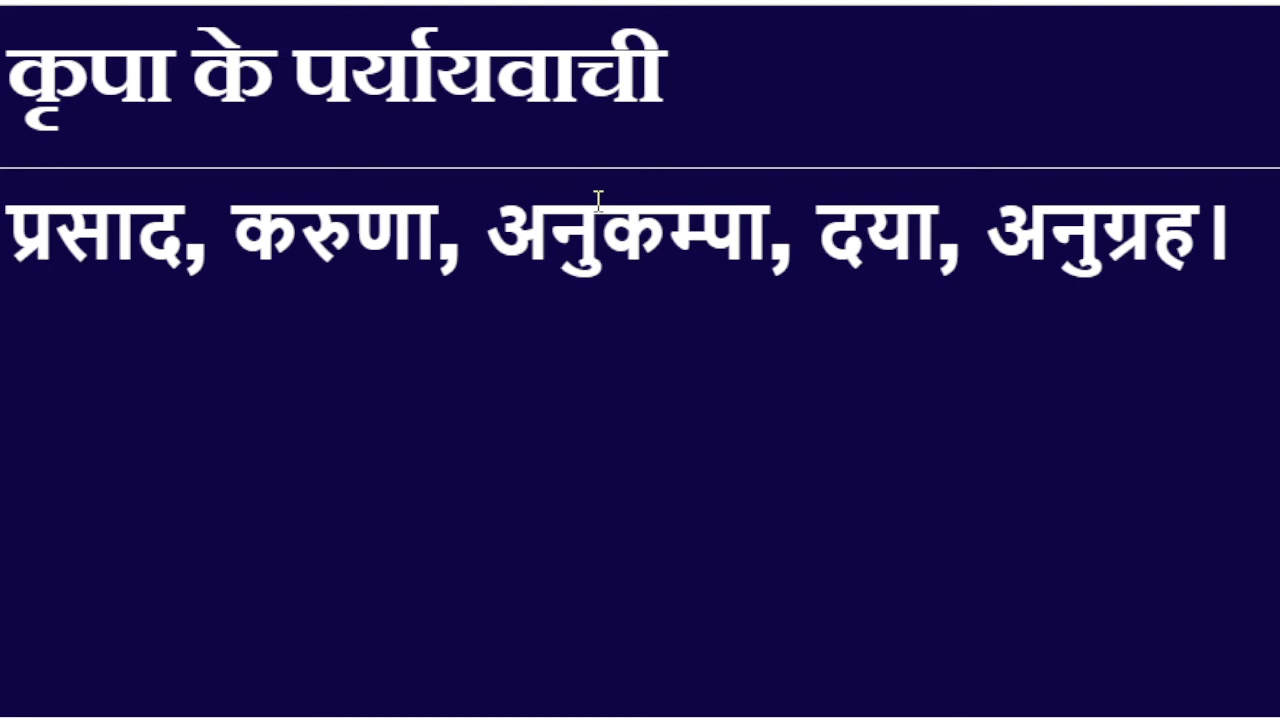 कृपा के पर्यायवाची
प्रसाद, करुणा, अनुकम्पा, दया, अनुग्रह।